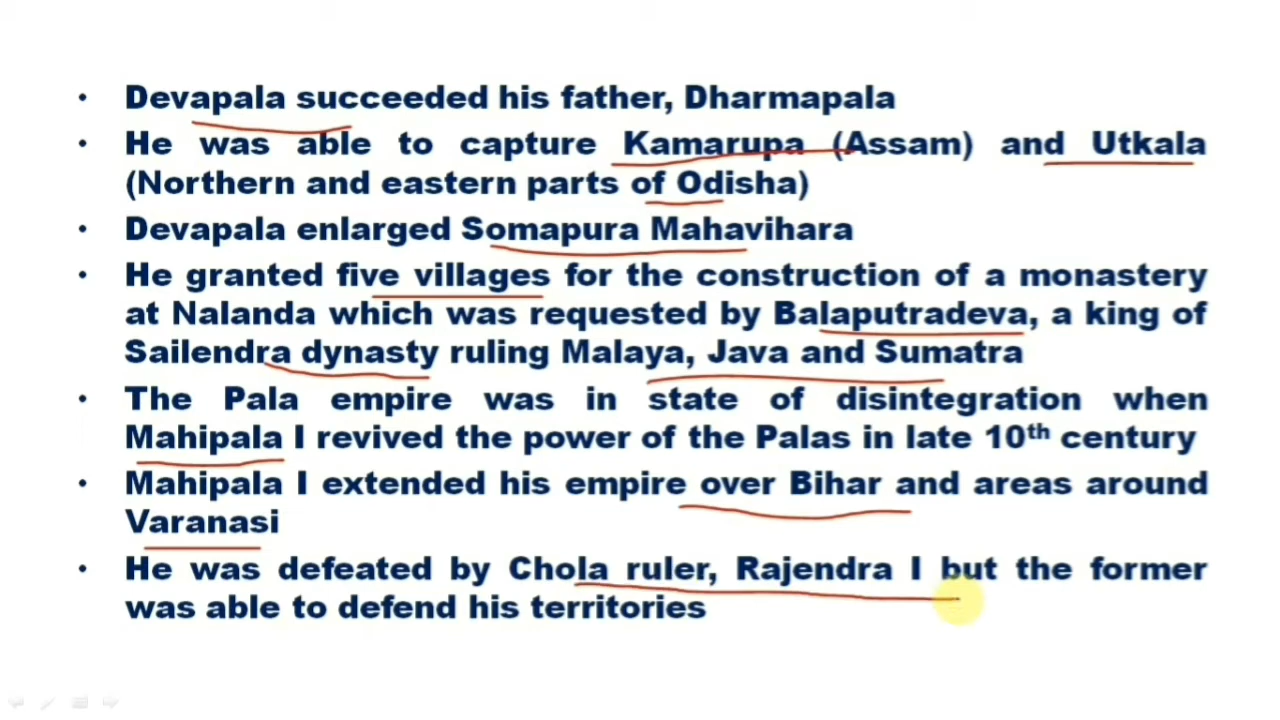 • Devapala succeeded his father, Dharmapala
• He was able to capture Kamarupa (Assam) and Utkala
(Northern and eastern parts of Odisha)
• Devapala enlarged Somapura Mahavihara
• He granted five villages for the construction of a monastery
at Nalanda which was requested by Balaputradeva, a king of
Sailendra dynasty ruling Malaya, Java and Sumatra
• The Pala empire was in state of disintegration when
Mahipala I revived the power of the Palas in late 10th century
• Mahipala I extended his empire over Bihar and areas around
Varanasi
• He was defeated by Chola ruler, Rajendra I but the former
was able to defend his territories